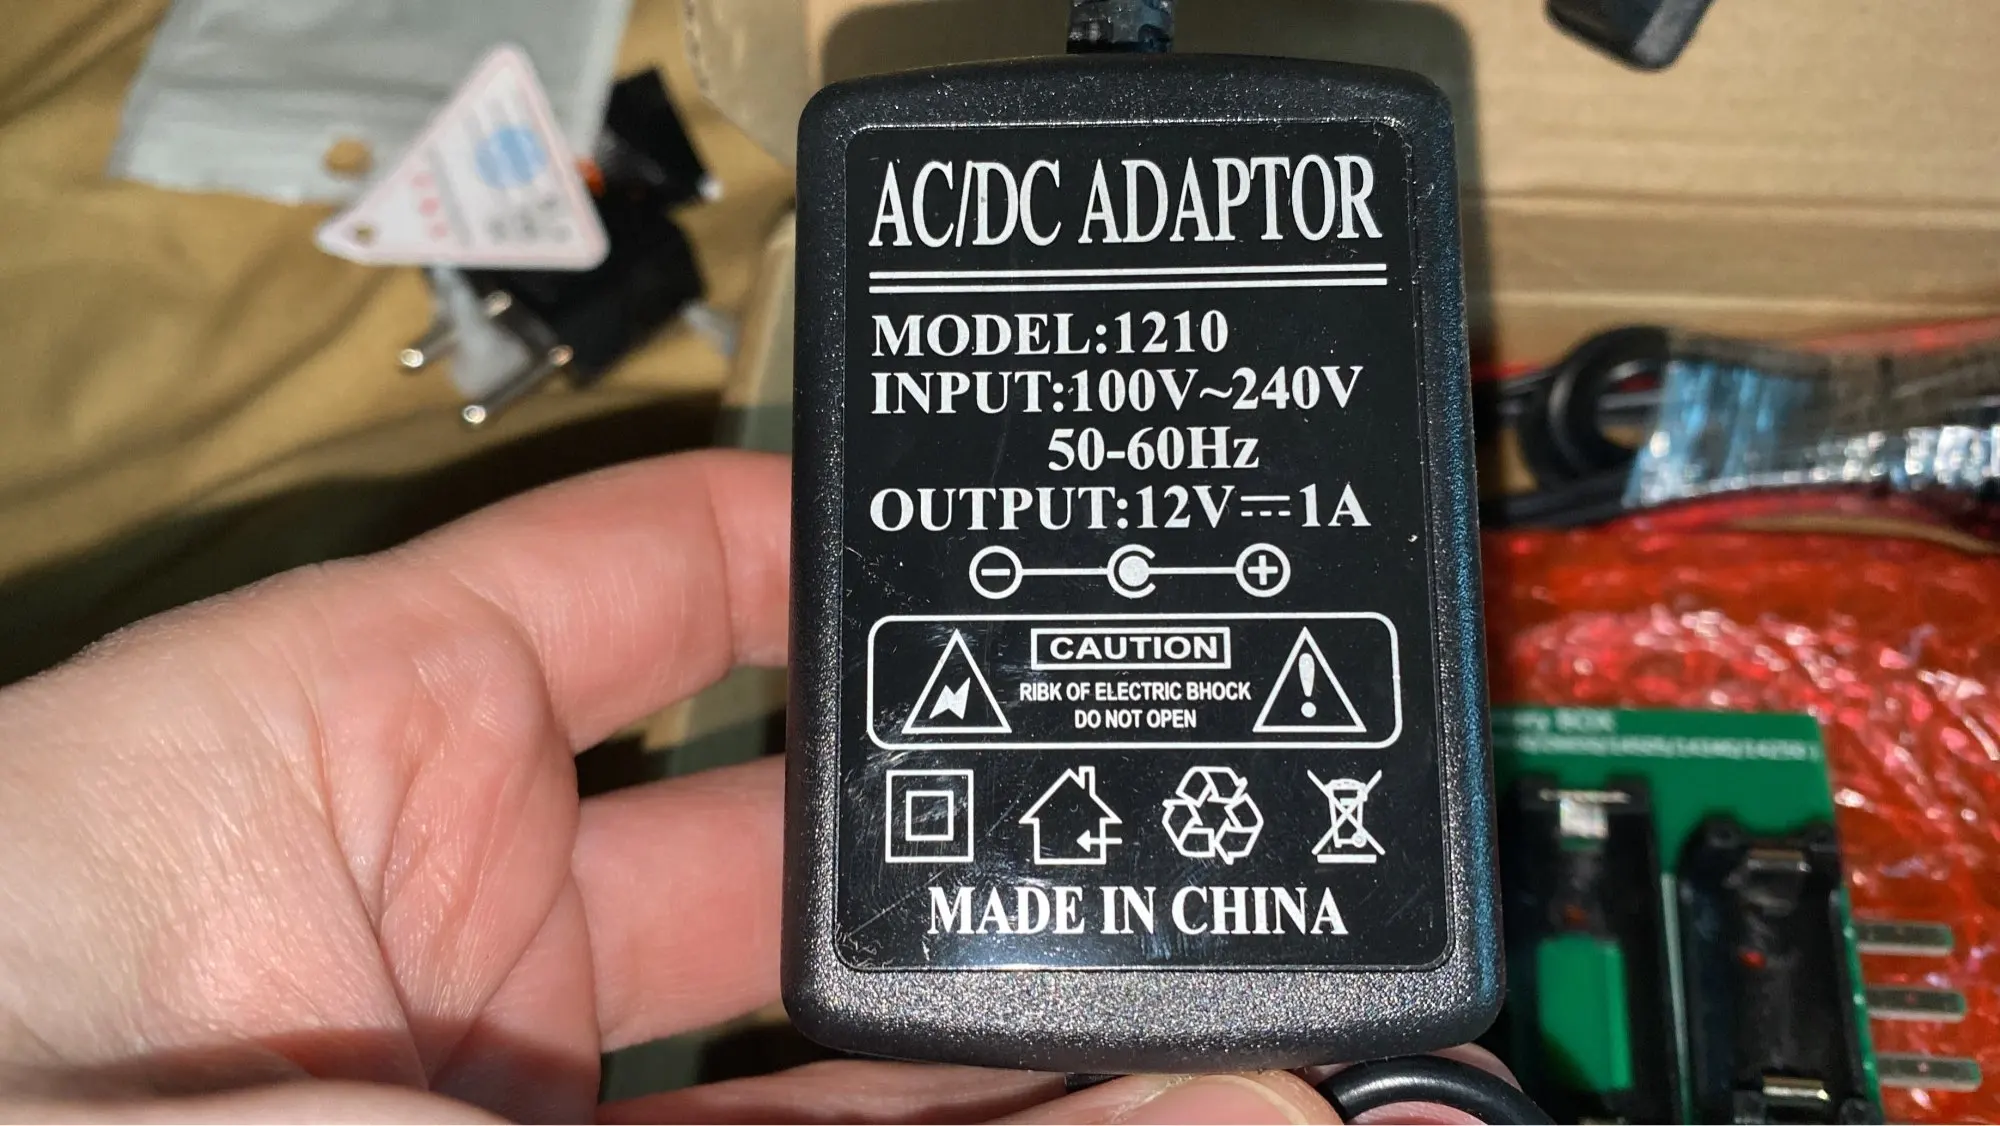 AC/DC ADAPTOR
MODEL:1210
INPUT:100V~240V
50-60Hz
OUTPUT:12V⎓1A
CAUTION
RIBK OF ELECTRIC BHOCK
DO NOT OPEN
MADE IN CHINA
BOX